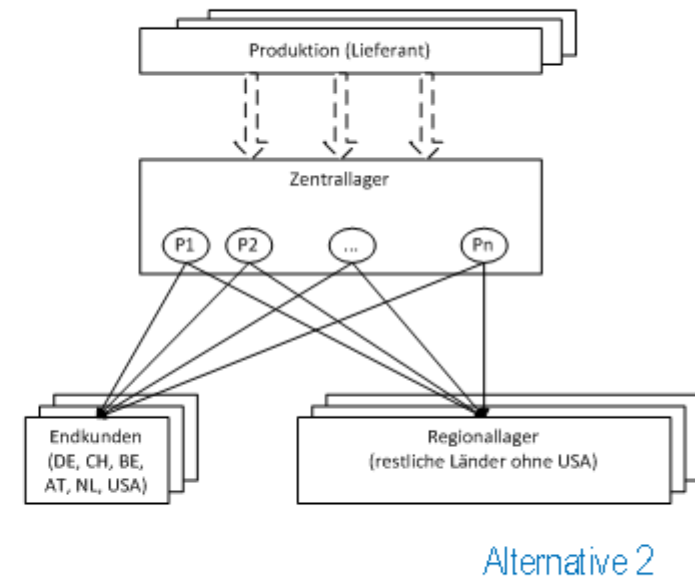 Produktion (Lieferant)
Zentrallager
P1 P2 ... Pn
Endkunden
(DE, CH, BE,
AT, NL, USA)
Regionallager
(restliche Länder ohne USA)
Alternative 2